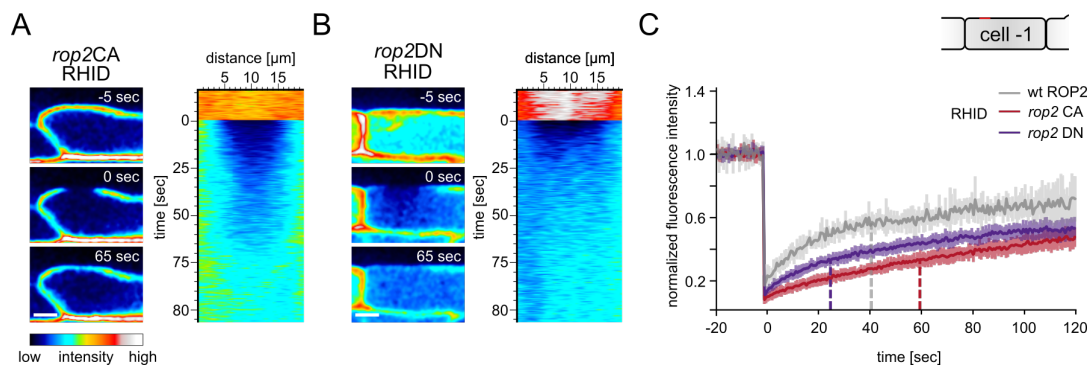 A
rop2CA
RHID
-5 sec
0 sec
65 sec
low intensity high
distance [μm]
5 10 15
0
25
50
75
80
time [sec]
B
rop2DN
RHID
-5 sec
0 sec
65 sec
distance [μm]
5 10 15
0
25
50
75
80
time [sec]
C
cell -1
RHID
wt ROP2
rop2 CA
rop2 DN
normalized fluorescence intensity
1.4
1.0
0.6
0.2
-20 0 20 40 60 80 100 120
time [sec]